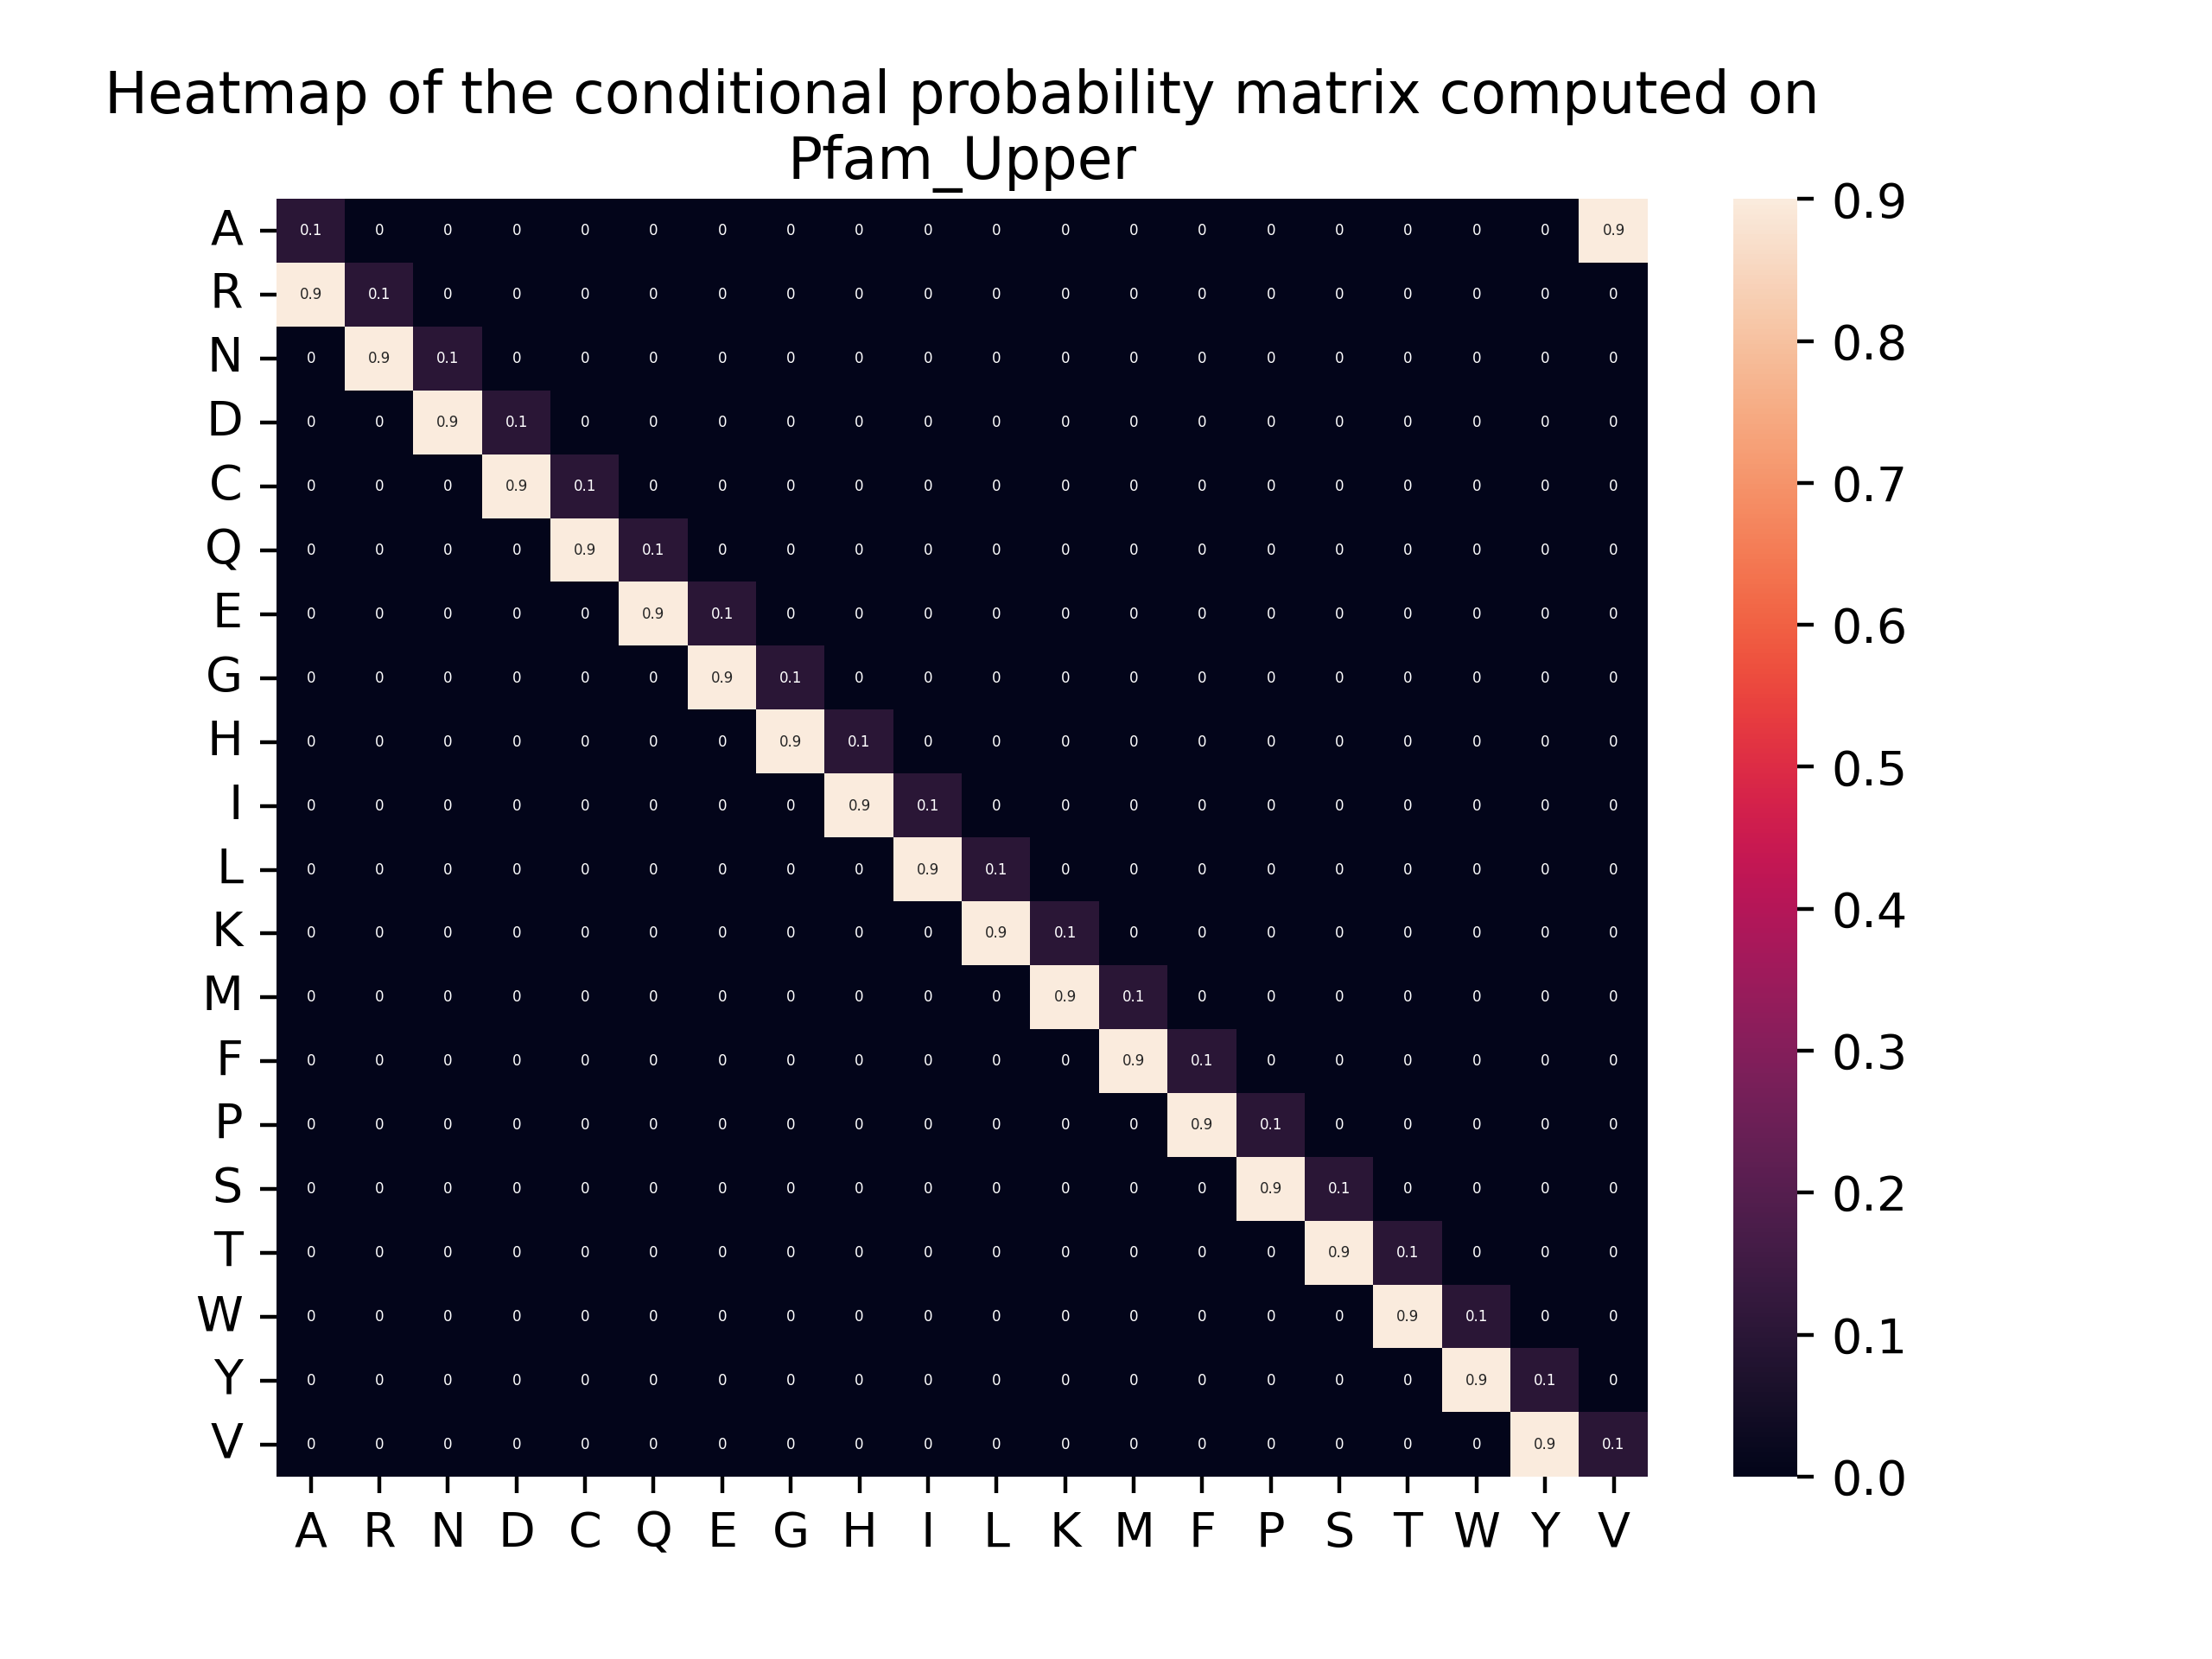 Heatmap of the conditional probability matrix computed on
Pfam_Upper
A 0.1 0 0 0 0 0 0 0 0 0 0 0 0 0 0 0 0 0 0 0.9
R 0.9 0.1 0 0 0 0 0 0 0 0 0 0 0 0 0 0 0 0 0 0
N 0 0.9 0.1 0 0 0 0 0 0 0 0 0 0 0 0 0 0 0 0 0
D 0 0 0.9 0.1 0 0 0 0 0 0 0 0 0 0 0 0 0 0 0 0
C 0 0 0 0.9 0.1 0 0 0 0 0 0 0 0 0 0 0 0 0 0 0
Q 0 0 0 0 0.9 0.1 0 0 0 0 0 0 0 0 0 0 0 0 0 0
E 0 0 0 0 0 0.9 0.1 0 0 0 0 0 0 0 0 0 0 0 0 0
G 0 0 0 0 0 0 0.9 0.1 0 0 0 0 0 0 0 0 0 0 0 0
H 0 0 0 0 0 0 0 0.9 0.1 0 0 0 0 0 0 0 0 0 0 0
I 0 0 0 0 0 0 0 0 0.9 0.1 0 0 0 0 0 0 0 0 0 0
L 0 0 0 0 0 0 0 0 0 0.9 0.1 0 0 0 0 0 0 0 0 0
K 0 0 0 0 0 0 0 0 0 0 0.9 0.1 0 0 0 0 0 0 0 0
M 0 0 0 0 0 0 0 0 0 0 0 0.9 0.1 0 0 0 0 0 0 0
F 0 0 0 0 0 0 0 0 0 0 0 0 0.9 0.1 0 0 0 0 0 0
P 0 0 0 0 0 0 0 0 0 0 0 0 0 0.9 0.1 0 0 0 0 0
S 0 0 0 0 0 0 0 0 0 0 0 0 0 0 0.9 0.1 0 0 0 0
T 0 0 0 0 0 0 0 0 0 0 0 0 0 0 0 0.9 0.1 0 0 0
W 0 0 0 0 0 0 0 0 0 0 0 0 0 0 0 0 0.9 0.1 0 0
Y 0 0 0 0 0 0 0 0 0 0 0 0 0 0 0 0 0 0.9 0.1 0
V 0 0 0 0 0 0 0 0 0 0 0 0 0 0 0 0 0 0 0.9 0.1
A R N D C Q E G H I L K M F P S T W Y V
0.9
0.8
0.7
0.6
0.5
0.4
0.3
0.2
0.1
0.0